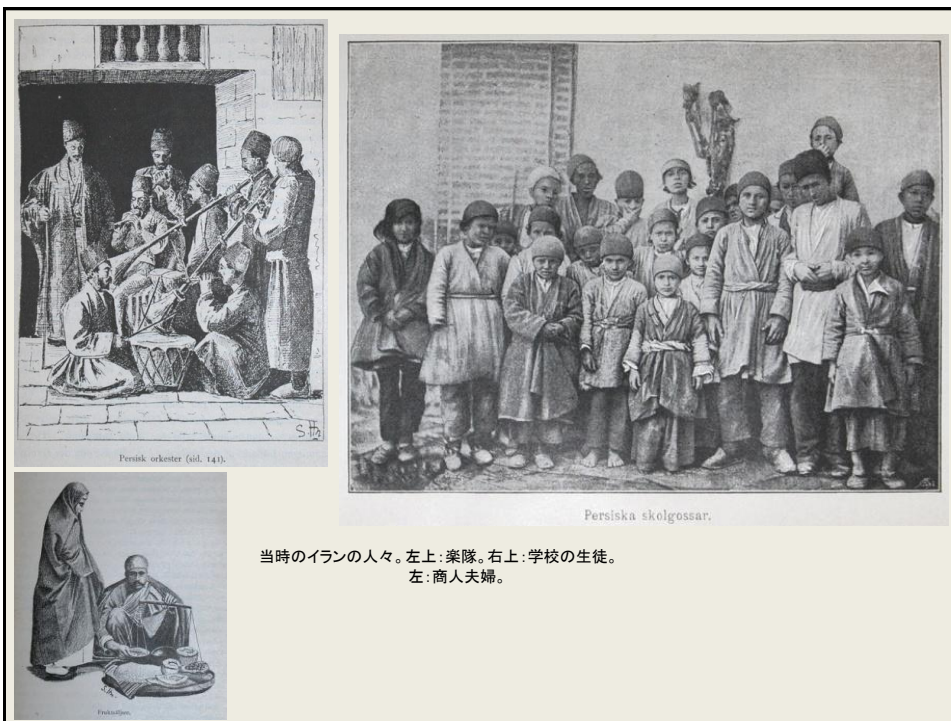 Persisk orkester (sid. 141).
Persiska skolgossar.
当時のイランの人々。左上：楽隊。右上：学校の生徒。
左：商人夫婦。